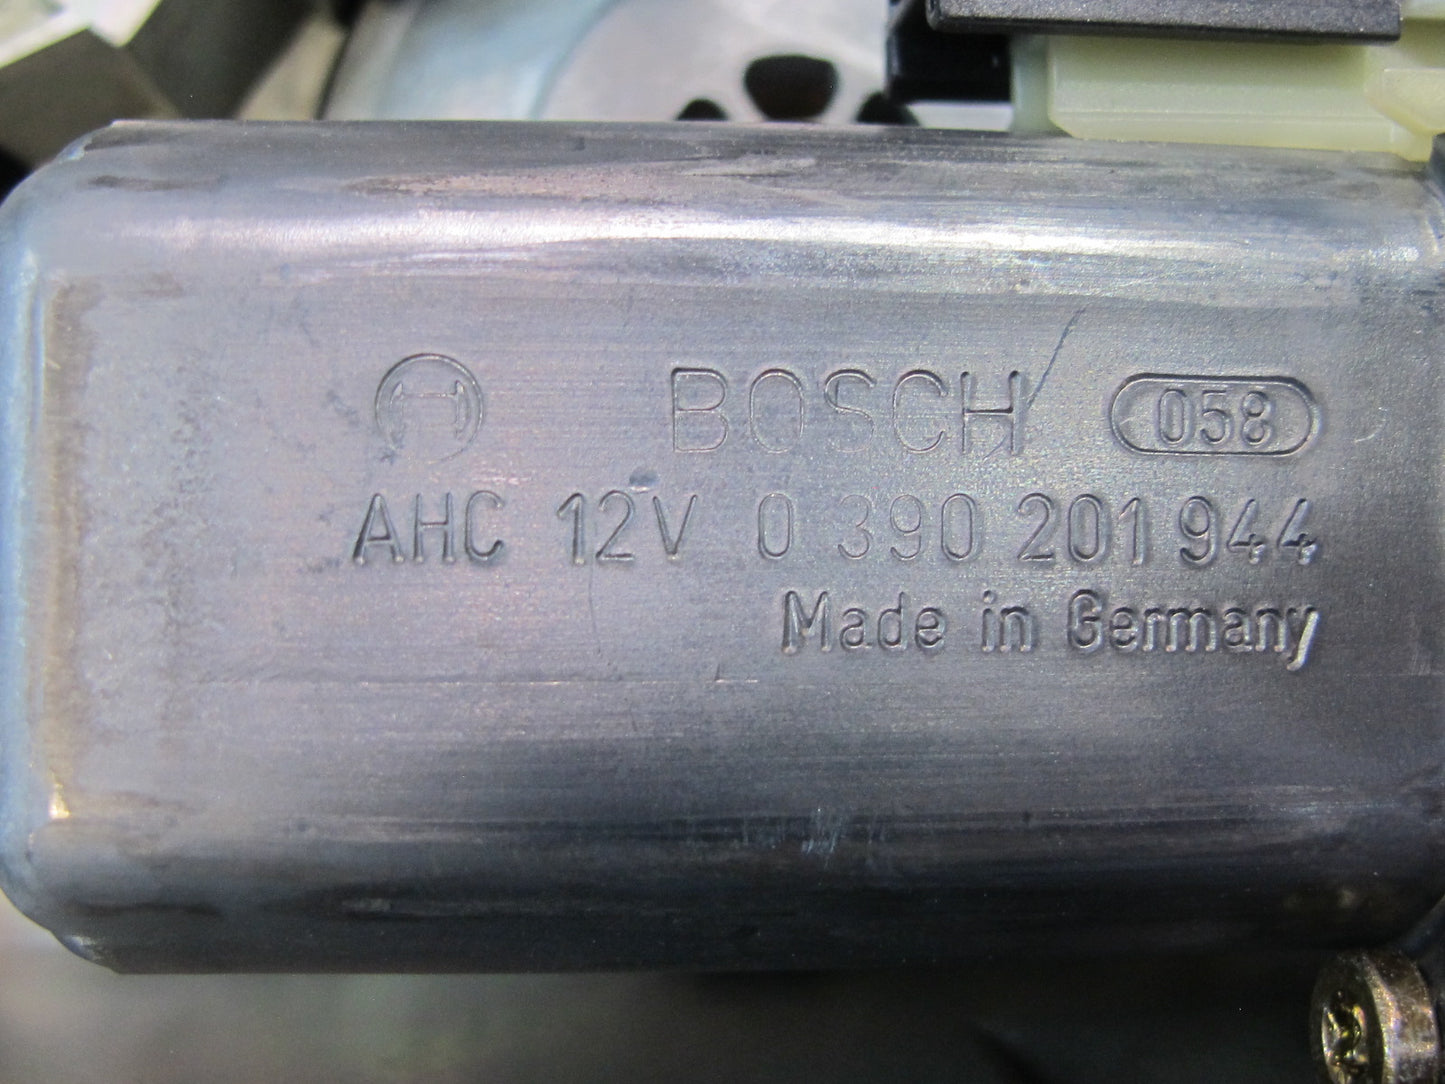 BOSCH 058
AHC 12V 0 390 201 944
Made in Germany